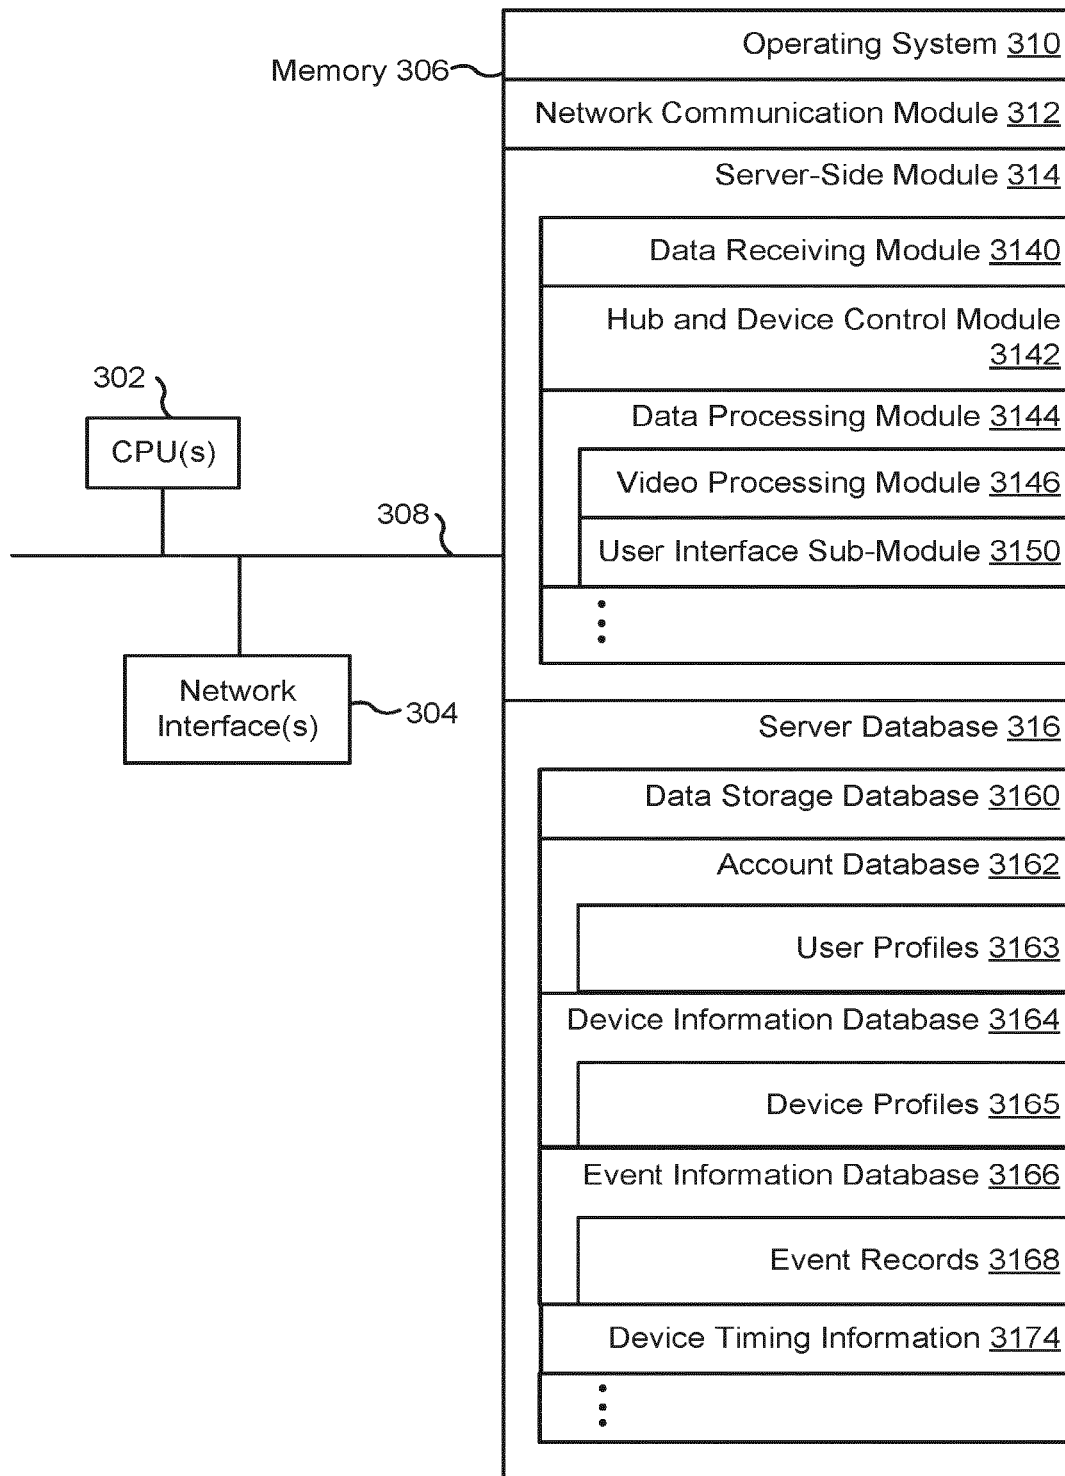 Operating System 310
Memory 306
Network Communication Module 312
Server-Side Module 314
Data Receiving Module 3140
Hub and Device Control Module
3142
302
Data Processing Module 3144
CPU(s)
Video Processing Module 3146
308
User Interface Sub-Module 3150
Network
Interface(s)
304
Server Database 316
Data Storage Database 3160
Account Database 3162
User Profiles 3163
Device Information Database 3164
Device Profiles 3165
Event Information Database 3166
Event Records 3168
Device Timing Information 3174